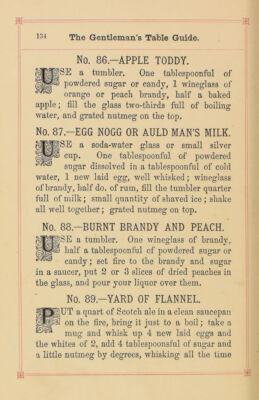 134 The Gentleman's Table Guide.
No. 86.—APPLE TODDY.
USE a tumbler. One tablespoonful of
powdered sugar or candy, 1 wineglass of
orange or peach brandy, half a baked
apple; fill the glass two-thirds full of boiling
water, and grated nutmeg on the top.
No. 87.—EGG NOGG OR AULD MAN'S MILK.
USE a soda-water glass or small silver
cup. One tablespoonful of powdered
sugar dissolved in a tablespoonful of cold
water, 1 new laid egg, well whisked; wineglass
of brandy, half do. of rum, fill the tumbler quarter
full of milk; small quantity of shaved ice; shake
all well together; grated nutmeg on top.
No. 88.—BURNT BRANDY AND PEACH.
USE a tumbler. One wineglass of brandy,
half a tablespoonful of powdered sugar or
candy; set fire to the brandy and sugar
in a saucer, put 2 or 3 slices of dried peaches in
the glass, and pour your liquor over them.
No. 89.—YARD OF FLANNEL.
PUT a quart of Scotch ale in a clean saucepan
on the fire, bring it just to a boil; take a
mug and whisk up 4 new laid eggs and
the whites of 2, add 4 tablespoonsful of sugar and
a little nutmeg by degrees, whisking all the time